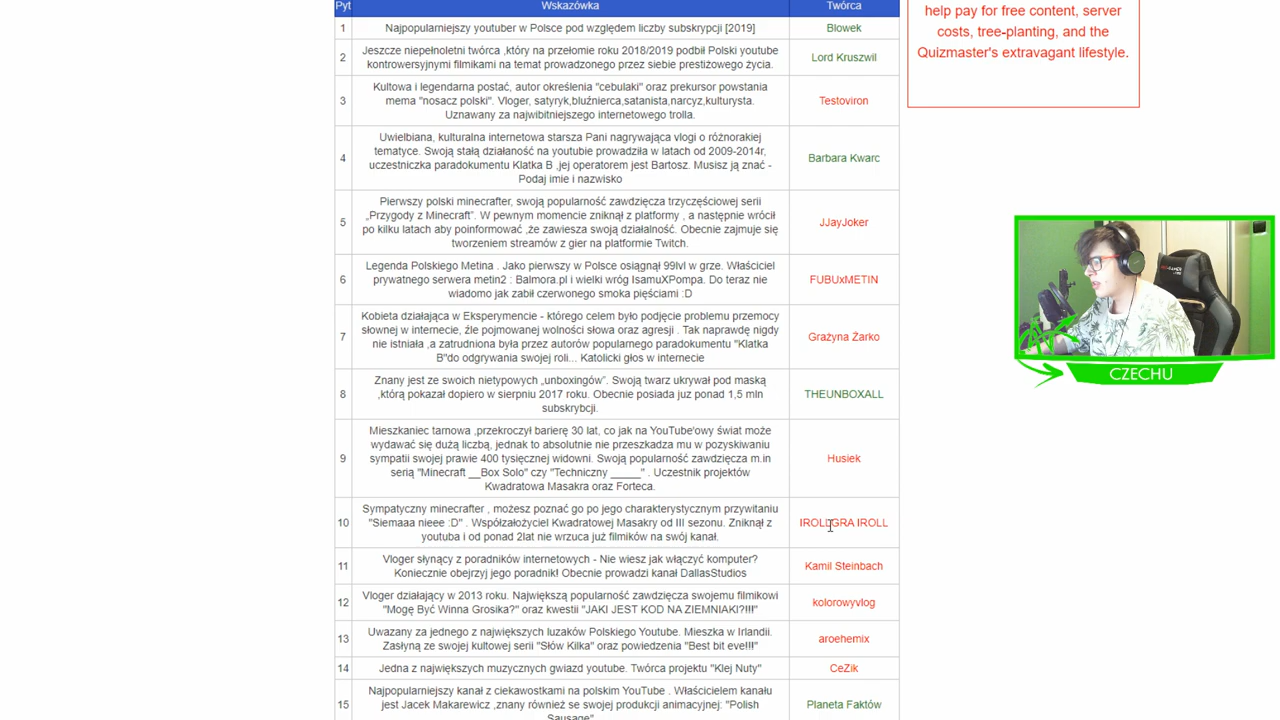 Pyt Wskazówka Twórca
1 Najpopularniejszy youtuber w Polsce pod względem liczby subskrypcji [2019] Blowek
2 Jeszcze niepełnoletni twórca ,który na przełomie roku 2018/2019 podbił Polski youtube
kontrowersyjnymi filmikami na temat prowadzonego przez siebie prestiżowego życia. Lord Kruszwil
3 Kultowa i legendarna postać, autor określenia "cebulaki" oraz prekursor powstania
mema "nosacz polski". Vloger, satyryk,bluźnierca,satanista,narcyz,kulturysta.
Uznawany za najwibitniejszego internetowego trolla. Testoviron
4 Uwielbiana, kulturalna internetowa starsza Pani nagrywająca vlogi o różnorakiej
tematyce. Swoją stałą działaność na youtubie prowadziła w latach od 2009-2014r,
uczestniczka paradokumentu Klatka B ,jej operatorem jest Bartosz. Musisz ją znać -
Podaj imie i nazwisko Barbara Kwarc
5 Pierwszy polski minecrafter, swoją popularność zawdzięcza trzyczęściowej serii
„Przygody z Minecraft”. W pewnym momencie zniknął z platformy , a następnie wrócił
po kilku latach aby poinformować ,że zawiesza swoją działalność. Obecnie zajmuje się
tworzeniem streamów z gier na platformie Twitch. JJayJoker
6 Legenda Polskiego Metina . Jako pierwszy w Polsce osiągnął 99lvl w grze. Właściciel
prywatnego serwera metin2 : Balmora.pl i wielki wróg IsamuXPompa. Do teraz nie
wiadomo jak zabił czerwonego smoka pięściami :D FUBUxMETIN
7 Kobieta działająca w Eksperymencie - którego celem było podjęcie problemu przemocy
słownej w internecie, źle pojmowanej wolności słowa oraz agresji . Tak naprawdę nigdy
nie istniała ,a zatrudniona była przez autorów popularnego paradokumentu "Klatka
B"do odgrywania swojej roli... Katolicki głos w internecie Grażyna Żarko
8 Znany jest ze swoich nietypowych „unboxingów”. Swoją twarz ukrywał pod maską
,którą pokazał dopiero w sierpniu 2017 roku. Obecnie posiada juz ponad 1,5 mln
subskrybcji. THEUNBOXALL
9 Mieszkaniec tarnowa ,przekroczył barierę 30 lat, co jak na YouTube'owy świat może
wydawać się dużą liczbą, jednak to absolutnie nie przeszkadza mu w pozyskiwaniu
sympatii swojej prawie 400 tysięcznej widowni. Swoją popularność zawdzięcza m.in
serią "Minecraft __Box Solo" czy "Techniczny _____" . Uczestnik projektów
Kwadratowa Masakra oraz Forteca. Husiek
10 Sympatyczny minecrafter , możesz poznać go po jego charakterystycznym przywitaniu
"Siemaaa nieee :D" . Współzałożyciel Kwadratowej Masakry od III sezonu. Zniknął z
youtuba i od ponad 2lat nie wrzuca już filmików na swój kanał. IROLLGRA IROLL
11 Vloger słynący z poradników internetowych - Nie wiesz jak włączyć komputer?
Koniecznie obejrzyj jego poradnik! Obecnie prowadzi kanał DallasStudios Kamil Steinbach
12 Vloger działający w 2013 roku. Największą popularność zawdzięcza swojemu filmikowi
"Mogę Być Winna Grosika?" oraz kwestii "JAKI JEST KOD NA ZIEMNIAKI?!!!" kolorowyvlog
13 Uwazany za jednego z największych luzaków Polskiego Youtube. Mieszka w Irlandii.
Zasłyną ze swojej kultowej serii "Słów Kilka" oraz powiedzenia "Best bit eve!!!" aroehemix
14 Jedna z największych muzycznych gwiazd youtube. Twórca projektu "Klej Nuty" CeZik
15 Najpopularniejszy kanał z ciekawostkami na polskim YouTube . Właścicielem kanału
jest Jacek Makarewicz ,znany również se swojej produkcji animacyjnej: "Polish
Sausage" Planeta Faktów
help pay for free content, server
costs, tree-planting, and the
Quizmaster's extravagant lifestyle.
CZECHU